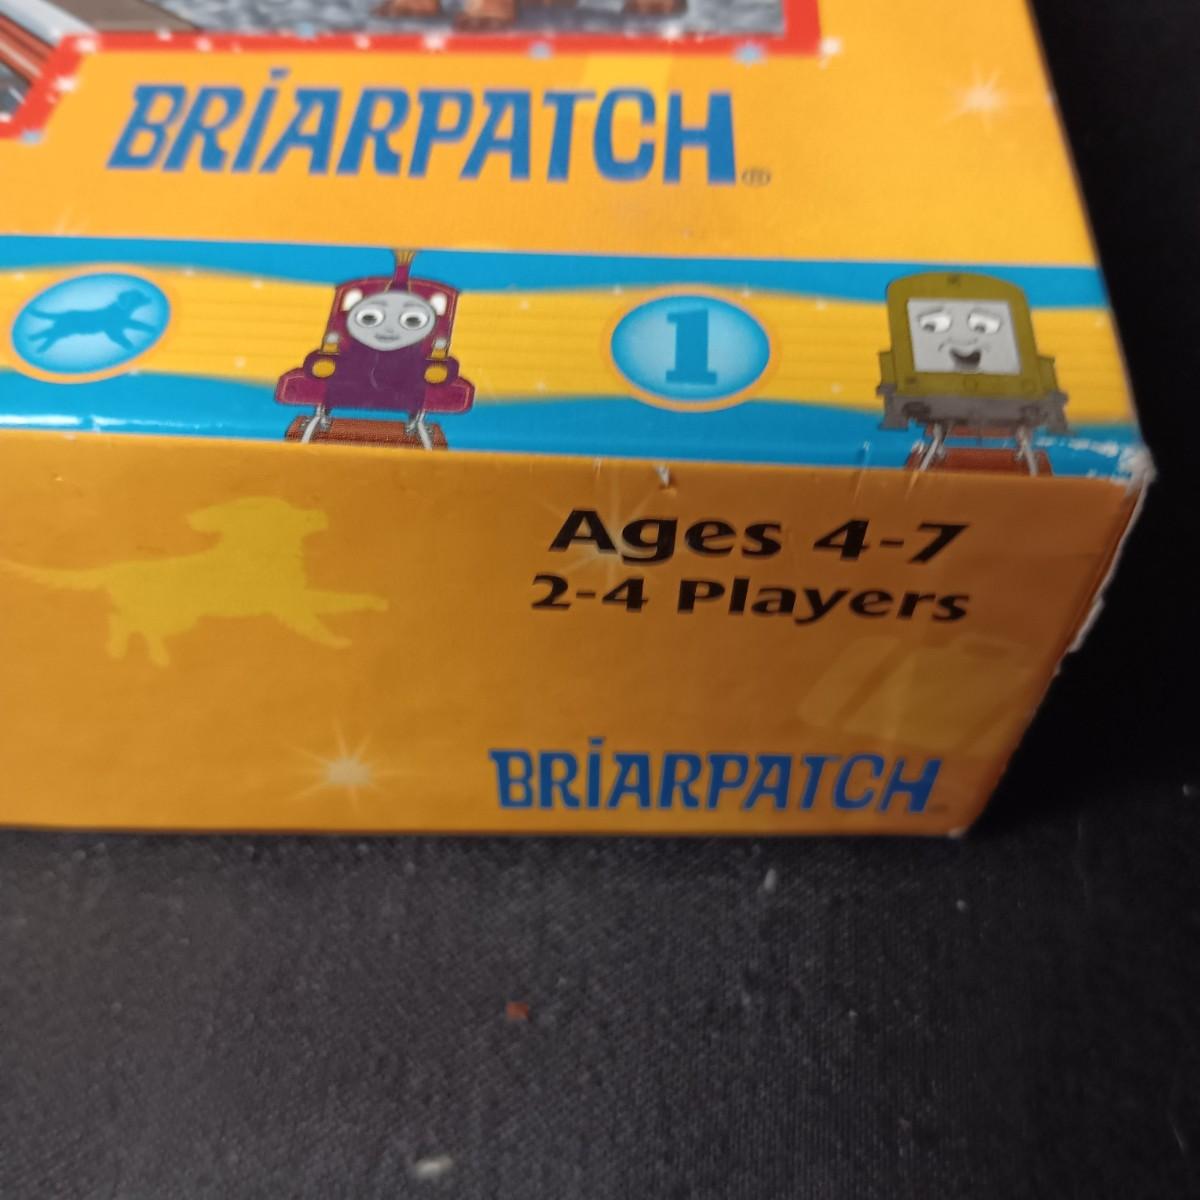 BRIARPATCH®
1
Ages 4-7
2-4 Players
BRIARPATCH